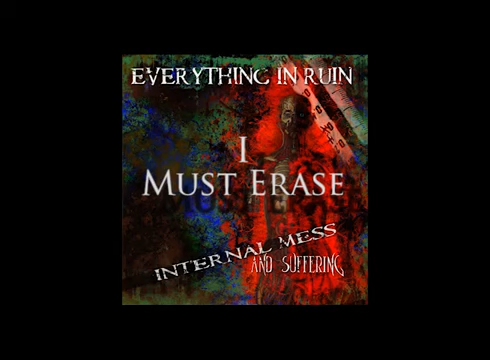 EVERYTHING IN RUIN
I
MUST ERASE
INTERNAL MESS
AND SUFFERING